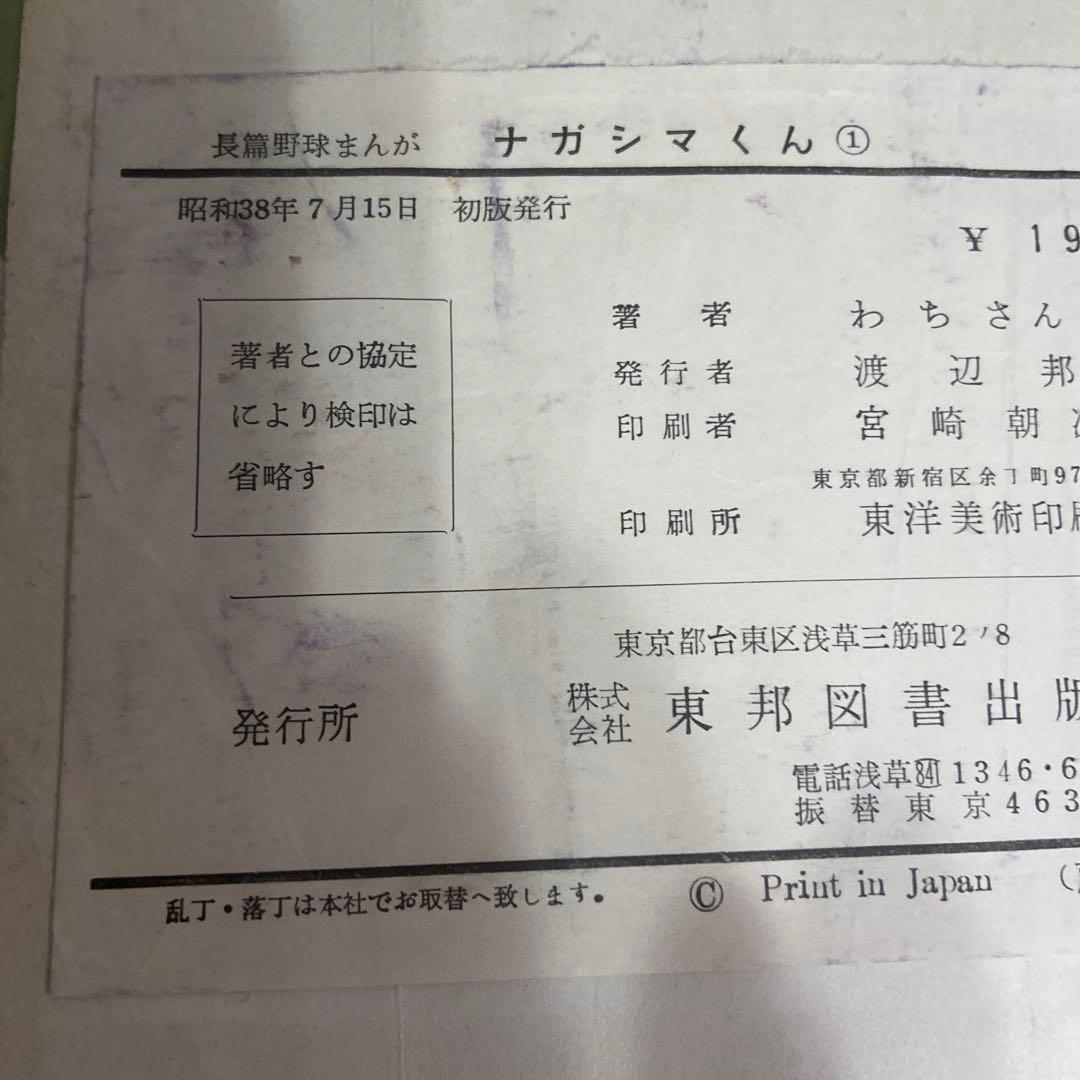 長篇野球まんが ナガシマくん①
昭和38年7月15日 初版発行
¥ 19
著者との協定
により検印は
省略す
著者 わちさん
発行者 渡辺邦
印刷者 宮崎朝
東京都新宿区余丁町97
印刷所 東洋美術印
東京都台東区浅草三筋町2ノ8
発行所 株式会社 東邦図書出版
電話浅草(841)1346・6
振替東京463
乱丁・落丁は本社でお取替へ致します。 © Print in Japan (